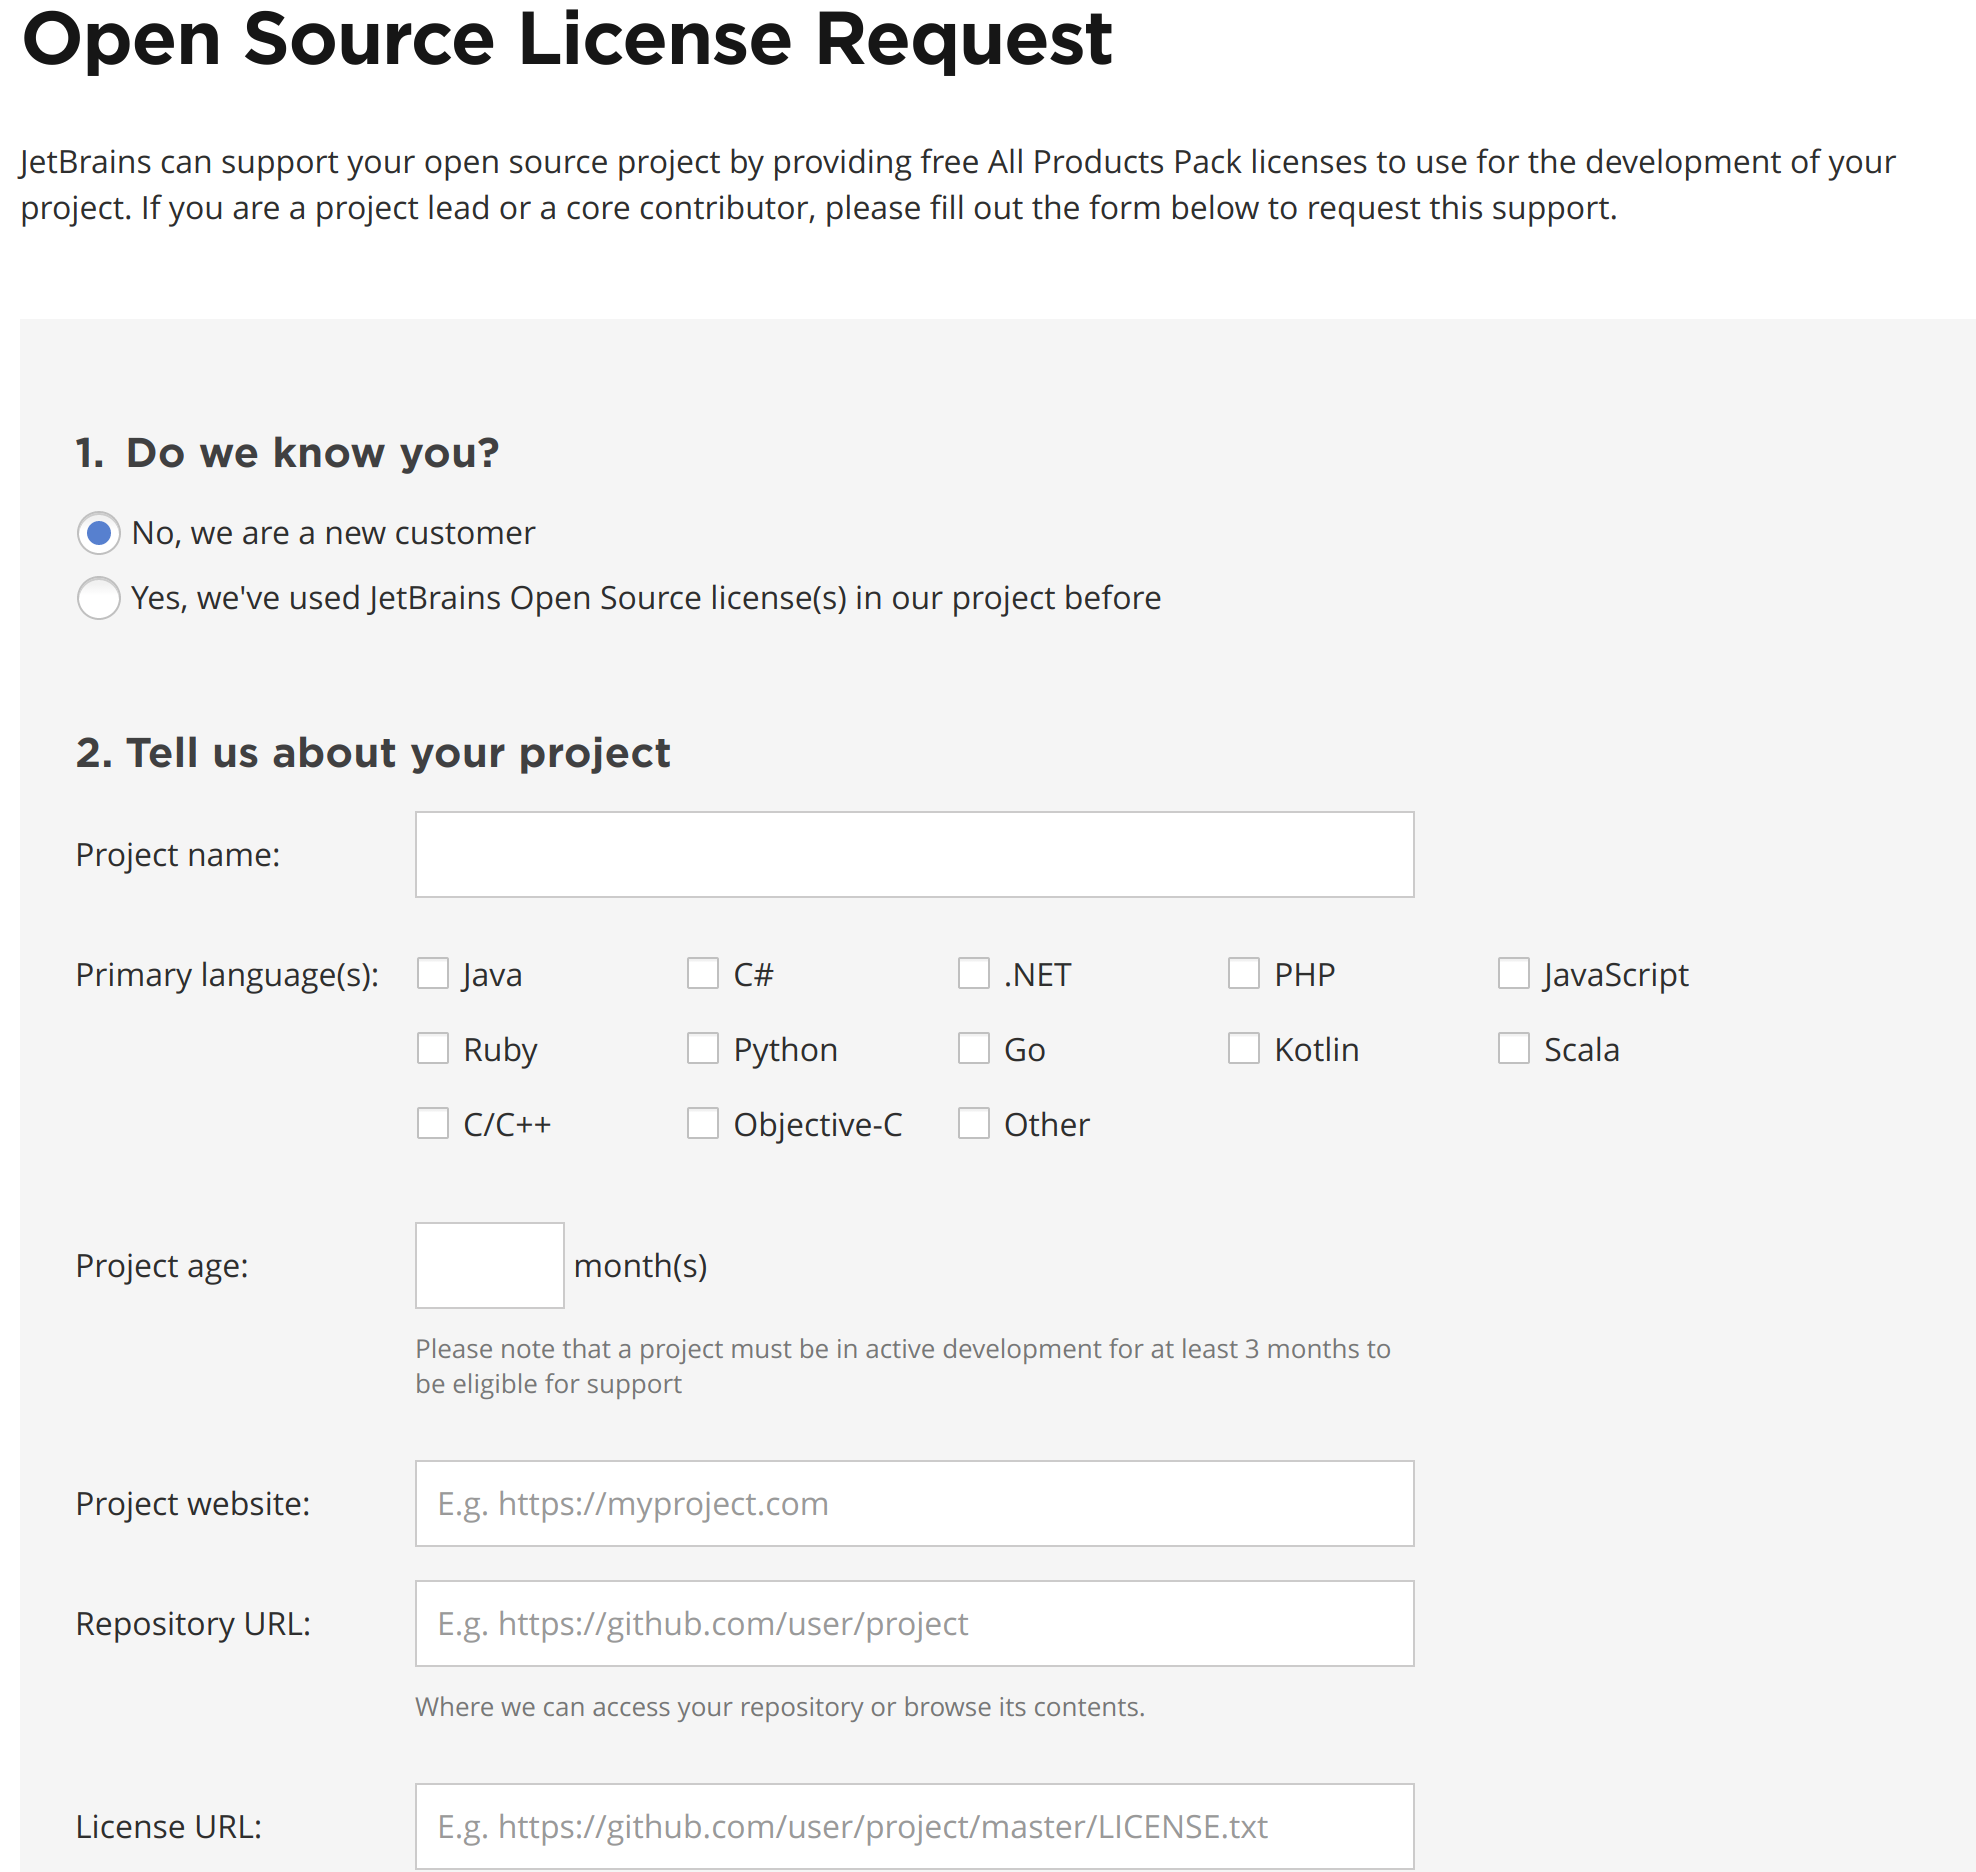 Open Source License Request
JetBrains can support your open source project by providing free All Products Pack licenses to use for the development of your
project. If you are a project lead or a core contributor, please fill out the form below to request this support.
1. Do we know you?
No, we are a new customer
Yes, we've used JetBrains Open Source license(s) in our project before
2. Tell us about your project
Project name:
Primary language(s): Java C# .NET PHP JavaScript
Ruby Python Go Kotlin Scala
C/C++ Objective-C Other
Project age: month(s)
Please note that a project must be in active development for at least 3 months to
be eligible for support
Project website: E.g. https://myproject.com
Repository URL: E.g. https://github.com/user/project
Where we can access your repository or browse its contents.
License URL: E.g. https://github.com/user/project/master/LICENSE.txt